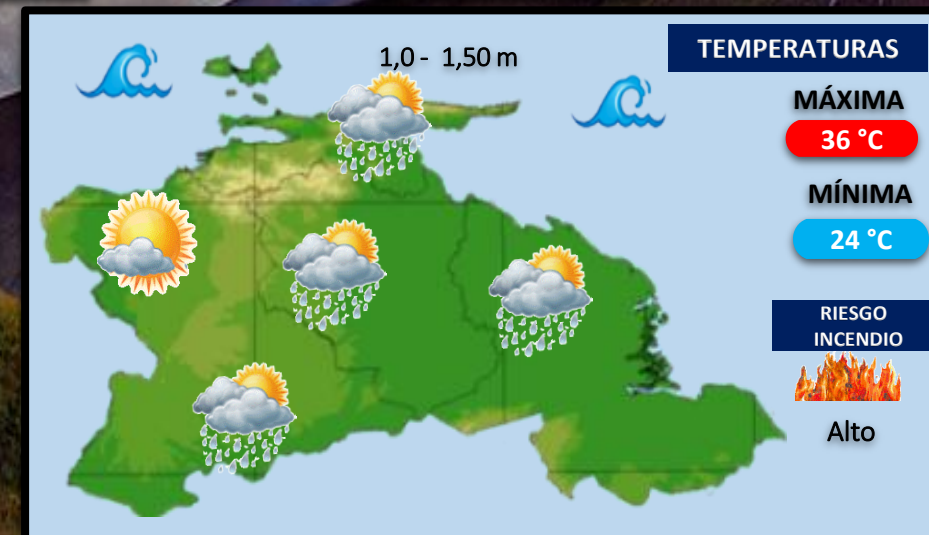 1,0 - 1,50 m
TEMPERATURAS
MÁXIMA
36 °C
MÍNIMA
24 °C
RIESGO
INCENDIO
Alto